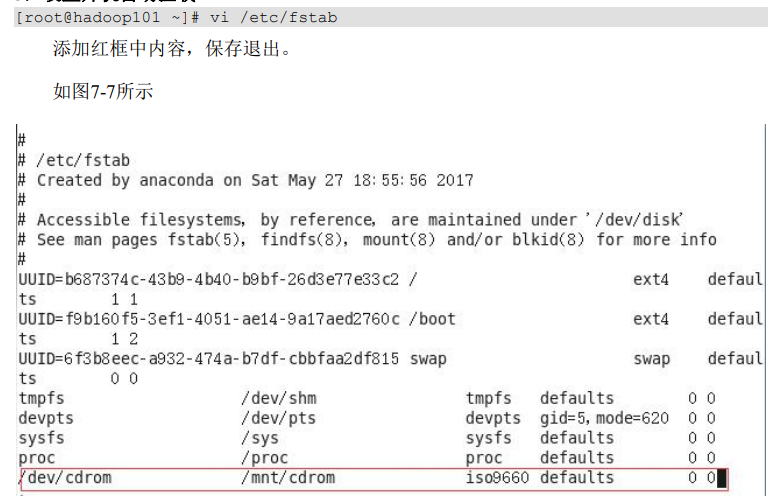 [root@hadoop101 ~]# vi /etc/fstab
添加红框中内容，保存退出。
如图7-7所示
#
# /etc/fstab
# Created by anaconda on Sat May 27 18:55:56 2017
#
# Accessible filesystems, by reference, are maintained under '/dev/disk'
# See man pages fstab(5), findfs(8), mount(8) and/or blkid(8) for more info
#
UUID=b687374c-43b9-4b40-b9bf-26d3e77e33c2 / ext4 defaul
ts 1 1
UUID=f9b160f5-3ef1-4051-ae14-9a17aed2760c /boot ext4 defaul
ts 1 2
UUID=6f3b8eec-a932-474a-b7df-cbbfaa2df815 swap swap defaul
ts 0 0
tmpfs /dev/shm tmpfs defaults 0 0
devpts /dev/pts devpts gid=5,mode=620 0 0
sysfs /sys sysfs defaults 0 0
proc /proc proc defaults 0 0
/dev/cdrom /mnt/cdrom iso9660 defaults 0 0